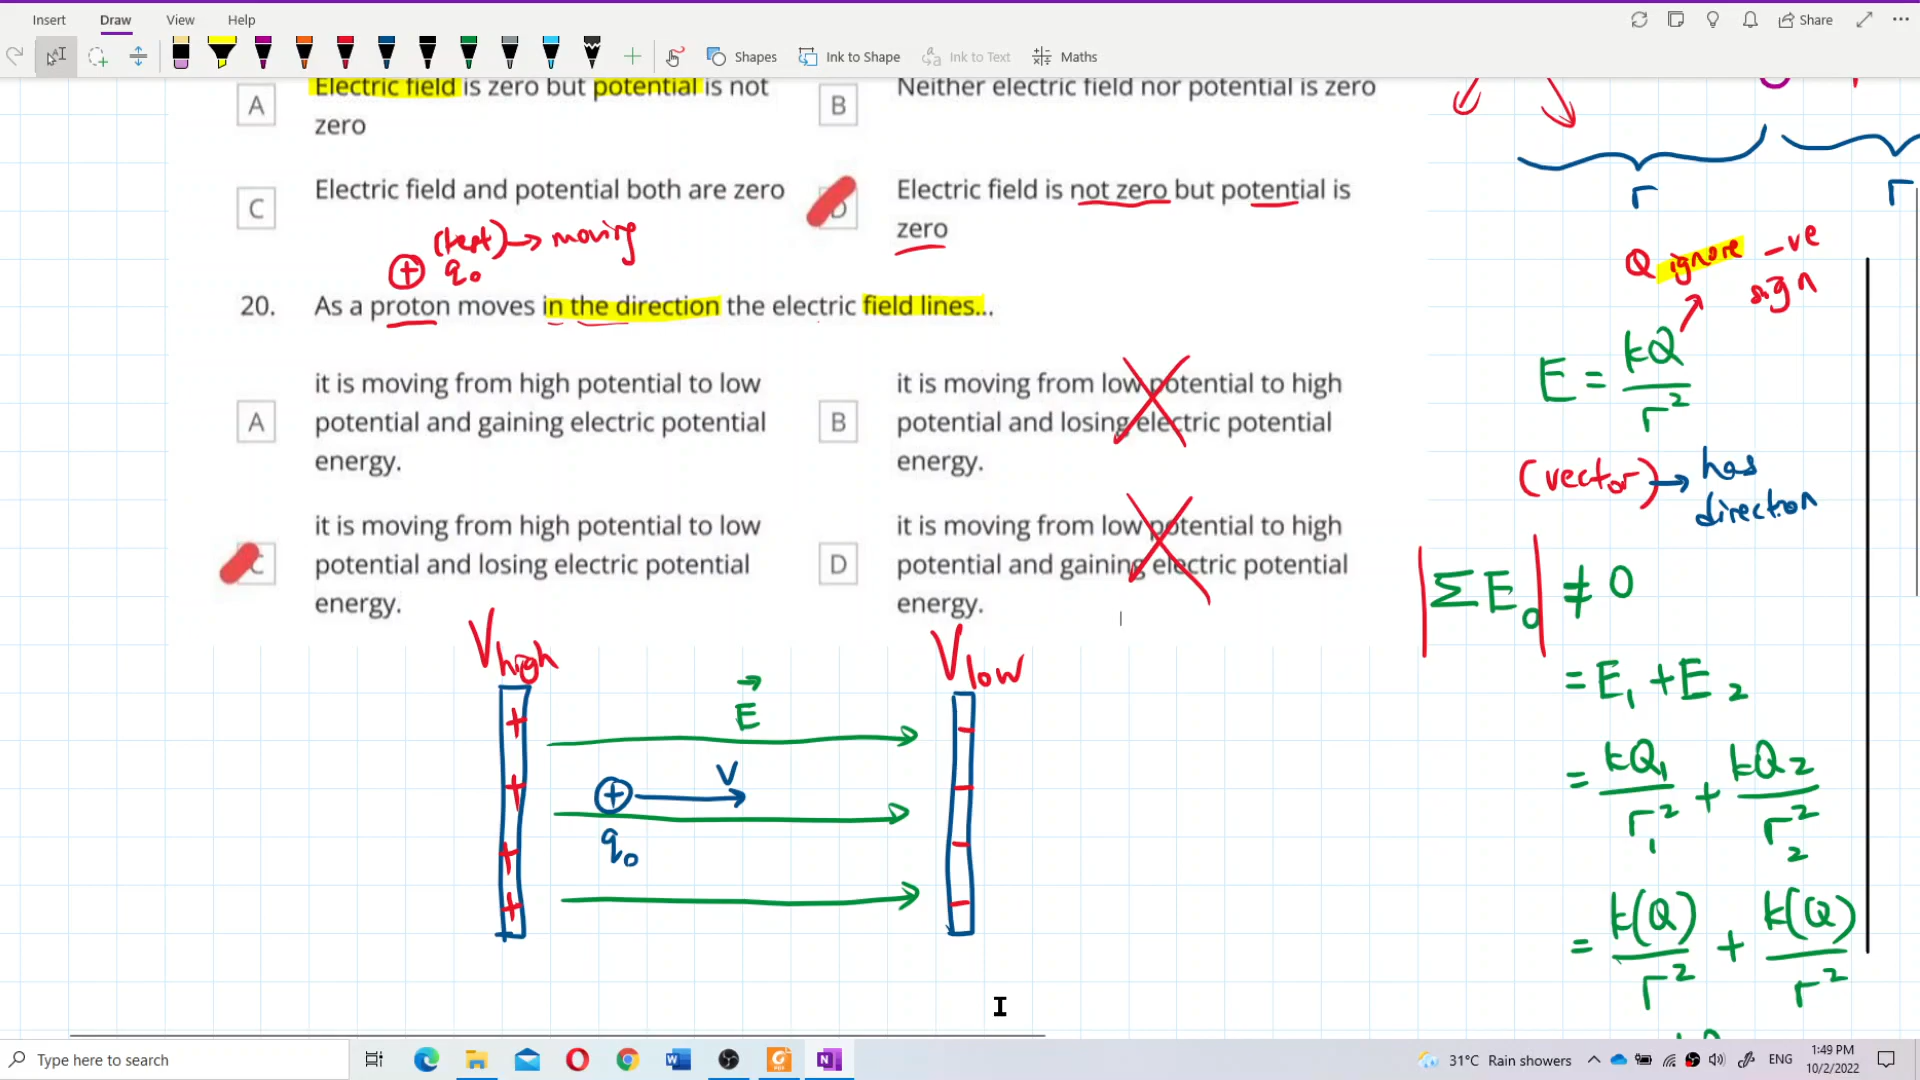 Insert Draw View Help
Share
Shapes Ink to Shape Ink to Text Maths
A Electric field is zero but potential is not
zero
B Neither electric field nor potential is zero
C Electric field and potential both are zero
D Electric field is not zero but potential is
zero
(test) → moving
+ q₀
20. As a proton moves in the direction the electric field lines...
A it is moving from high potential to low
potential and gaining electric potential
energy.
B it is moving from low potential to high
potential and losing electric potential
energy.
C it is moving from high potential to low
potential and losing electric potential
energy.
D it is moving from low potential to high
potential and gaining electric potential
energy.
V high
V low
+
+
+
+
E
+ v
q₀
-
-
-
-
r r
Q ignore -ve
sign
E = kQ / r²
(vector) → has
direction
|ΣE₀| ≠ 0
= E₁ + E₂
= kQ₁ / r₁² + kQ₂ / r₂²
= k(Q) / r² + k(Q) / r²
Type here to search
31°C Rain showers
ENG
1:49 PM
10/2/2022